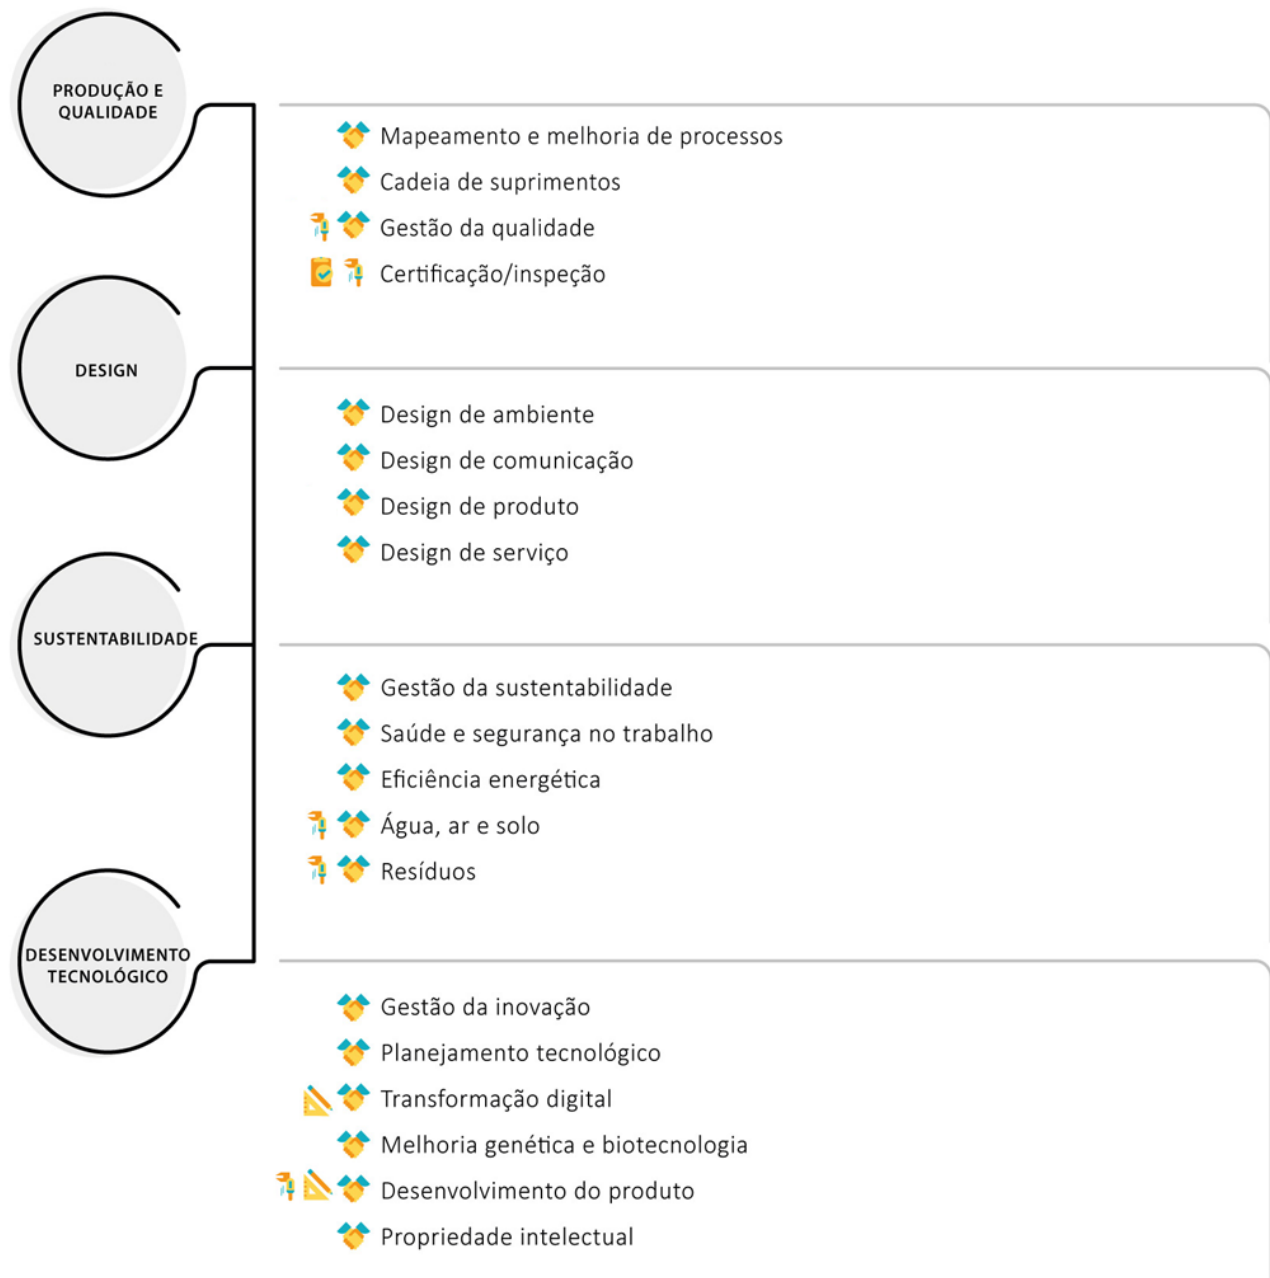 PRODUÇÃO E
QUALIDADE
Mapeamento e melhoria de processos
Cadeia de suprimentos
Gestão da qualidade
Certificação/inspeção
DESIGN
Design de ambiente
Design de comunicação
Design de produto
Design de serviço
SUSTENTABILIDADE
Gestão da sustentabilidade
Saúde e segurança no trabalho
Eficiência energética
Água, ar e solo
Resíduos
DESENVOLVIMENTO
TECNOLÓGICO
Gestão da inovação
Planejamento tecnológico
Transformação digital
Melhoria genética e biotecnologia
Desenvolvimento do produto
Propriedade intelectual